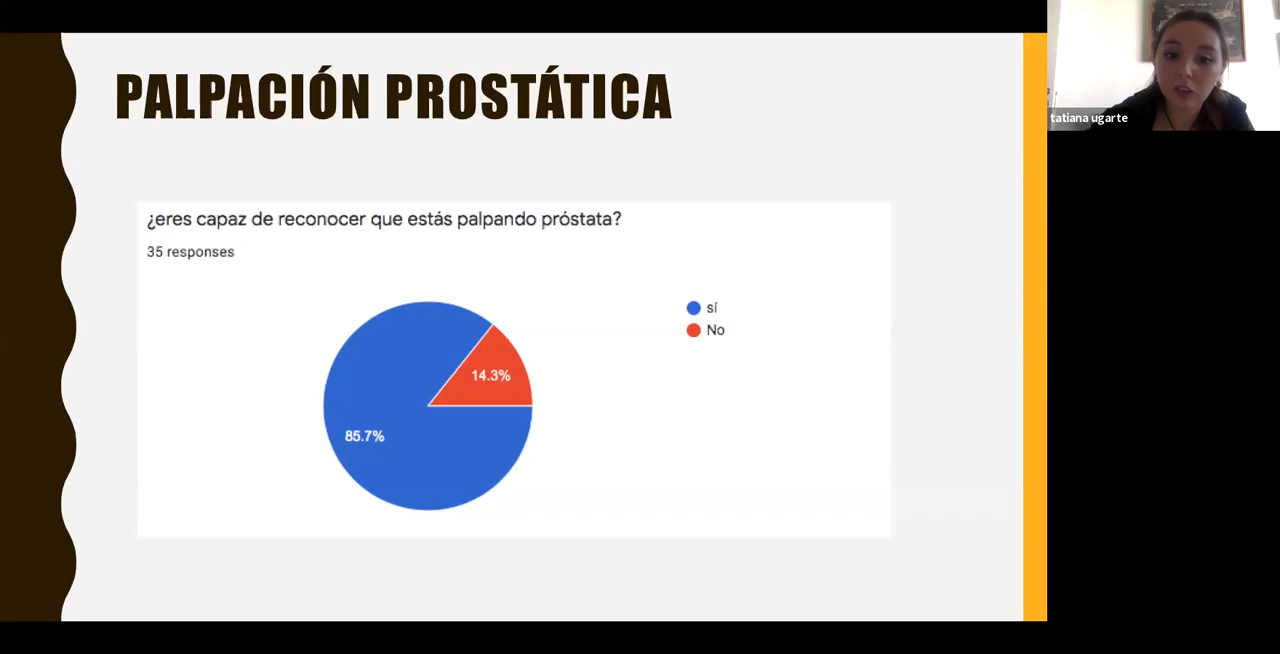 PALPACIÓN PROSTÁTICA
¿eres capaz de reconocer que estás palpando próstata?
35 responses
sí
No
14.3%
85.7%
tatiana ugarte